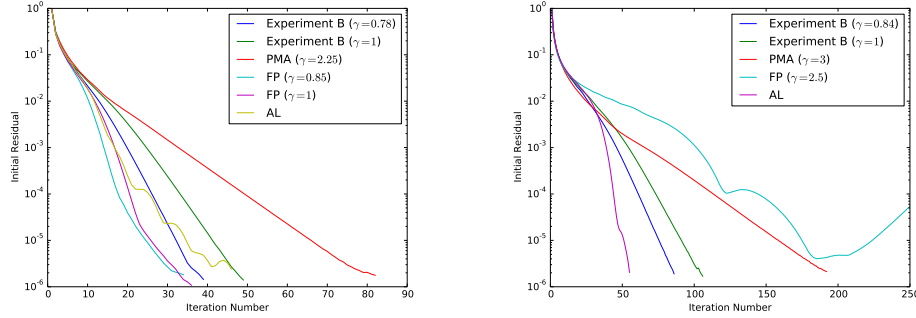 10^0
10^-1
10^-2
10^-3
10^-4
10^-5
10^-6
Initial Residual
0 10 20 30 40 50 60 70 80 90
Iteration Number
Experiment B (γ=0.78)
Experiment B (γ=1)
PMA (γ=2.25)
FP (γ=0.85)
FP (γ=1)
AL
10^0
10^-1
10^-2
10^-3
10^-4
10^-5
10^-6
Initial Residual
0 50 100 150 200 250
Iteration Number
Experiment B (γ=0.84)
Experiment B (γ=1)
PMA (γ=3)
FP (γ=2.5)
AL